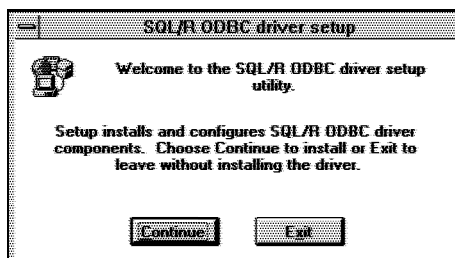 SQL/R ODBC driver setup
Welcome to the SQL/R ODBC driver setup
utility.
Setup installs and configures SQL/R ODBC driver
components. Choose Continue to install or Exit to
leave without installing the driver.
Continue
Exit